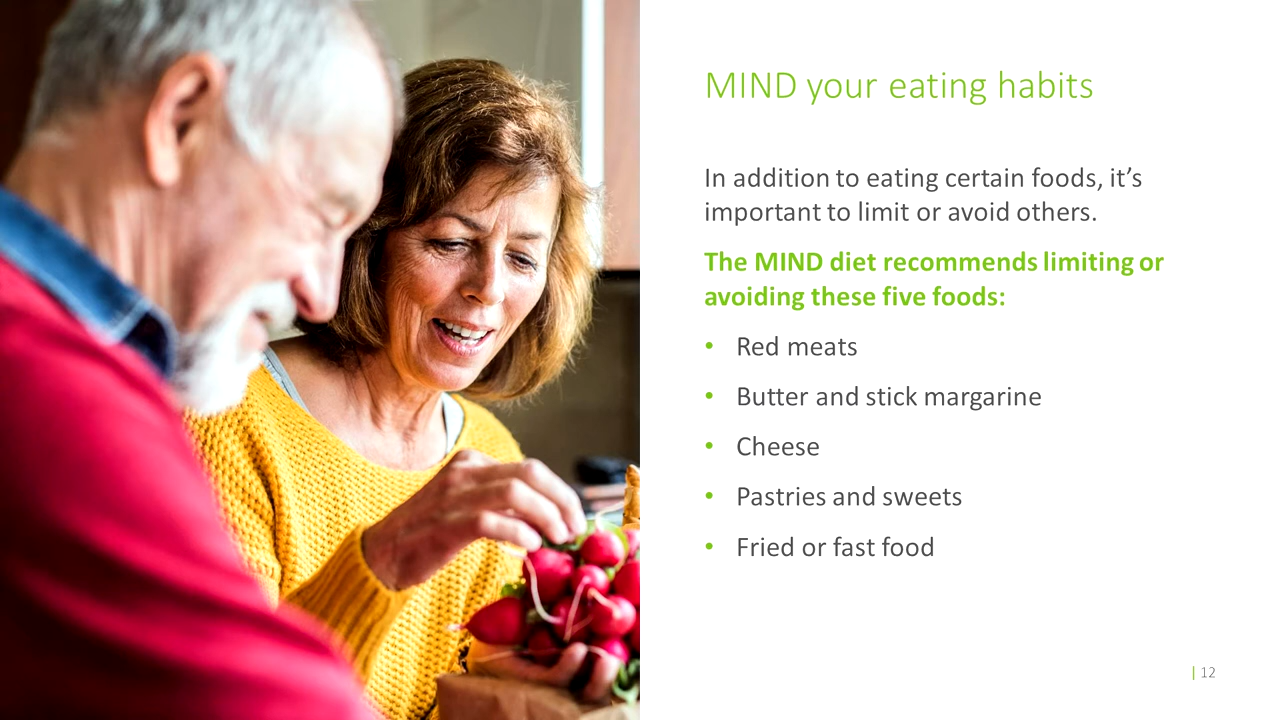 MIND your eating habits
In addition to eating certain foods, it’s
important to limit or avoid others.
The MIND diet recommends limiting or
avoiding these five foods:
• Red meats
• Butter and stick margarine
• Cheese
• Pastries and sweets
• Fried or fast food
| 12